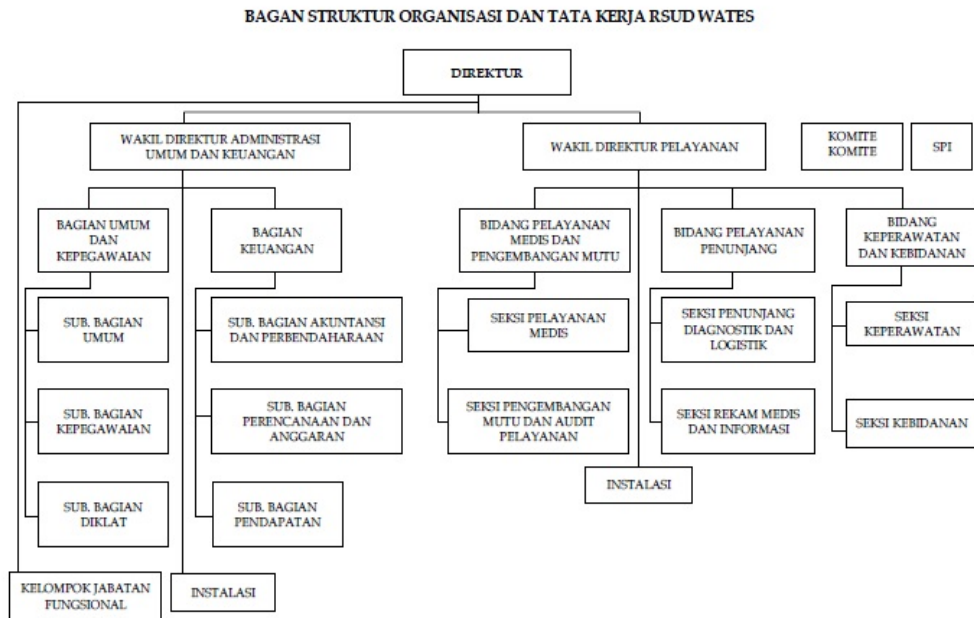 BAGAN STRUKTUR ORGANISASI DAN TATA KERJA RSUD WATES
DIREKTUR
WAKIL DIREKTUR ADMINISTRASI
UMUM DAN KEUANGAN
WAKIL DIREKTUR PELAYANAN
KOMITE
KOMITE
SPI
BAGIAN UMUM
DAN
KEPEGAWAIAN
BAGIAN
KEUANGAN
BIDANG PELAYANAN
MEDIS DAN
PENGEMBANGAN MUTU
BIDANG PELAYANAN
PENUNJANG
BIDANG
KEPERAWATAN
DAN KEBIDANAN
SUB. BAGIAN
UMUM
SUB. BAGIAN AKUNTANSI
DAN PERBENDAHARAAN
SEKSI PELAYANAN
MEDIS
SEKSI PENUNJANG
DIAGNOSTIK DAN
LOGISTIK
SEKSI
KEPERAWATAN
SUB. BAGIAN
KEPEGAWAIAN
SUB. BAGIAN
PERENCANAAN DAN
ANGGARAN
SEKSI PENGEMBANGAN
MUTU DAN AUDIT
PELAYANAN
SEKSI REKAM MEDIS
DAN INFORMASI
SEKSI KEBIDANAN
INSTALASI
SUB. BAGIAN
DIKLAT
SUB. BAGIAN
PENDAPATAN
KELOMPOK JABATAN
FUNGSIONAL
INSTALASI